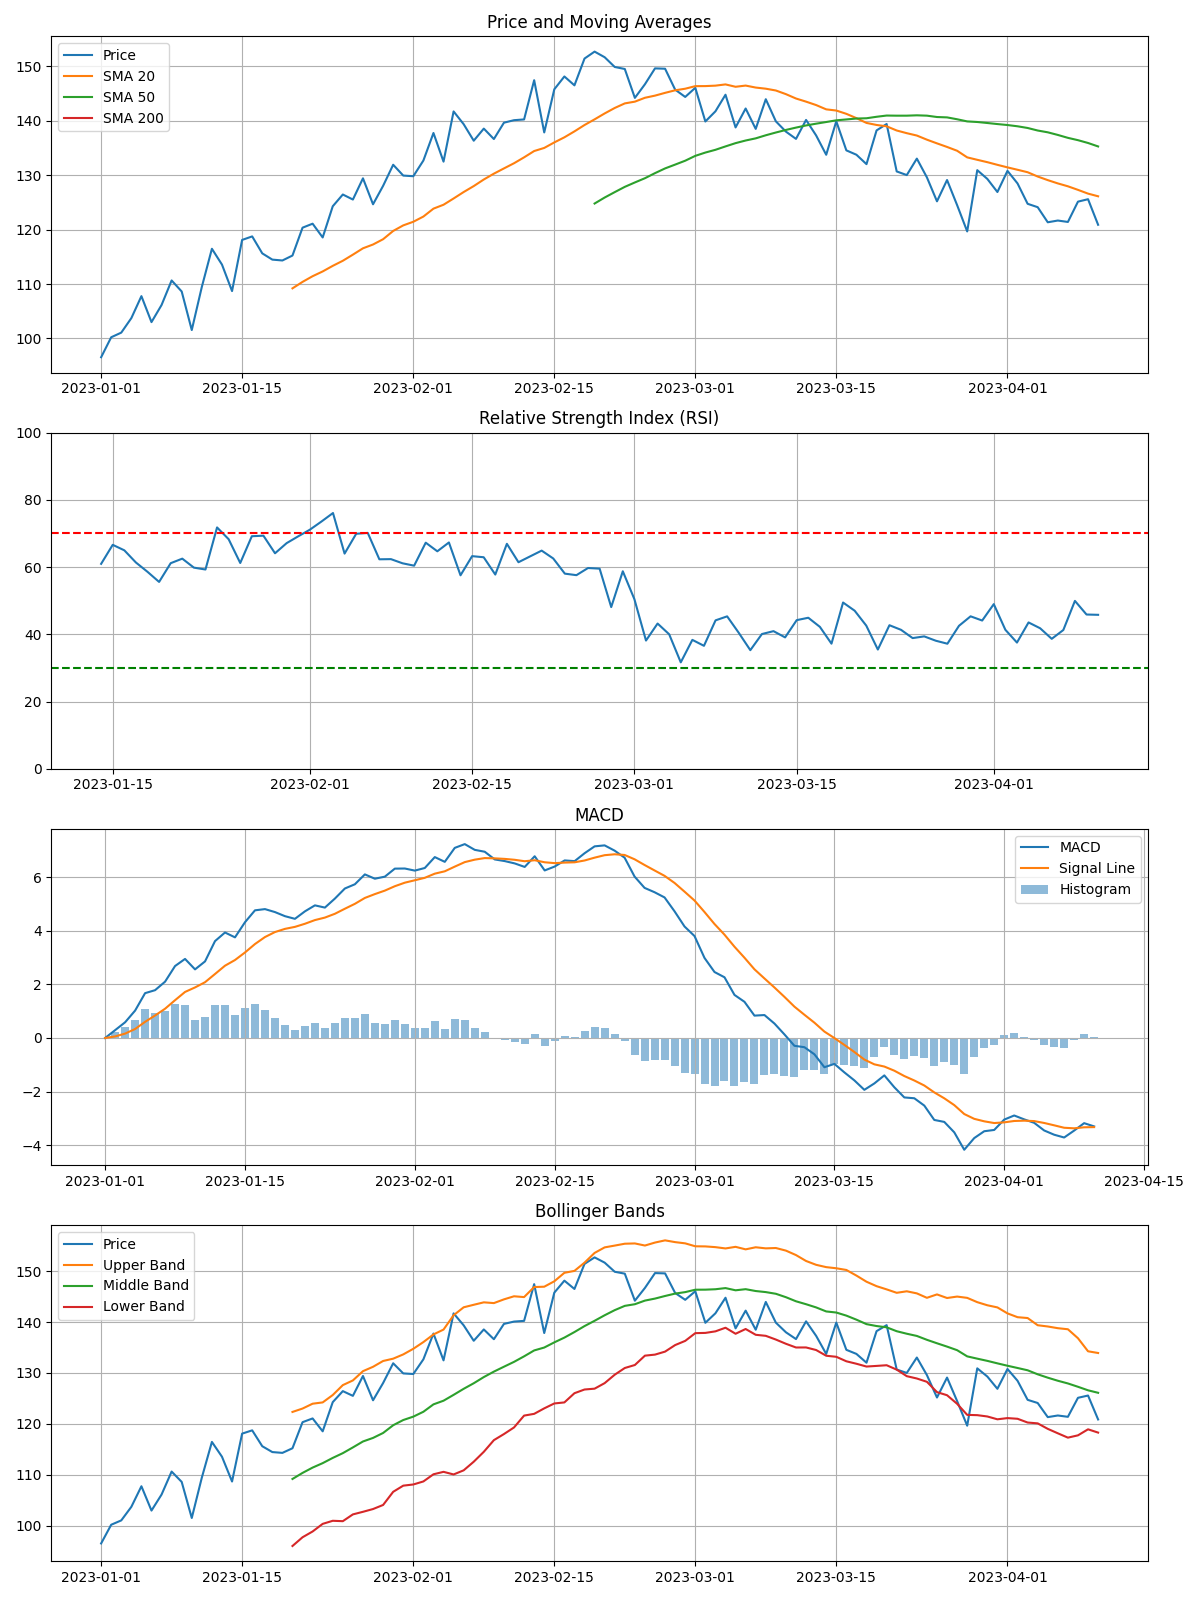 Price and Moving Averages
Price
SMA 20
SMA 50
SMA 200
150
140
130
120
110
100
2023-01-01 2023-01-15 2023-02-01 2023-02-15 2023-03-01 2023-03-15 2023-04-01
Relative Strength Index (RSI)
100
80
60
40
20
0
2023-01-15 2023-02-01 2023-02-15 2023-03-01 2023-03-15 2023-04-01
MACD
MACD
Signal Line
Histogram
6
4
2
0
−2
−4
2023-01-01 2023-01-15 2023-02-01 2023-02-15 2023-03-01 2023-03-15 2023-04-01 2023-04-15
Bollinger Bands
Price
Upper Band
Middle Band
Lower Band
150
140
130
120
110
100
2023-01-01 2023-01-15 2023-02-01 2023-02-15 2023-03-01 2023-03-15 2023-04-01